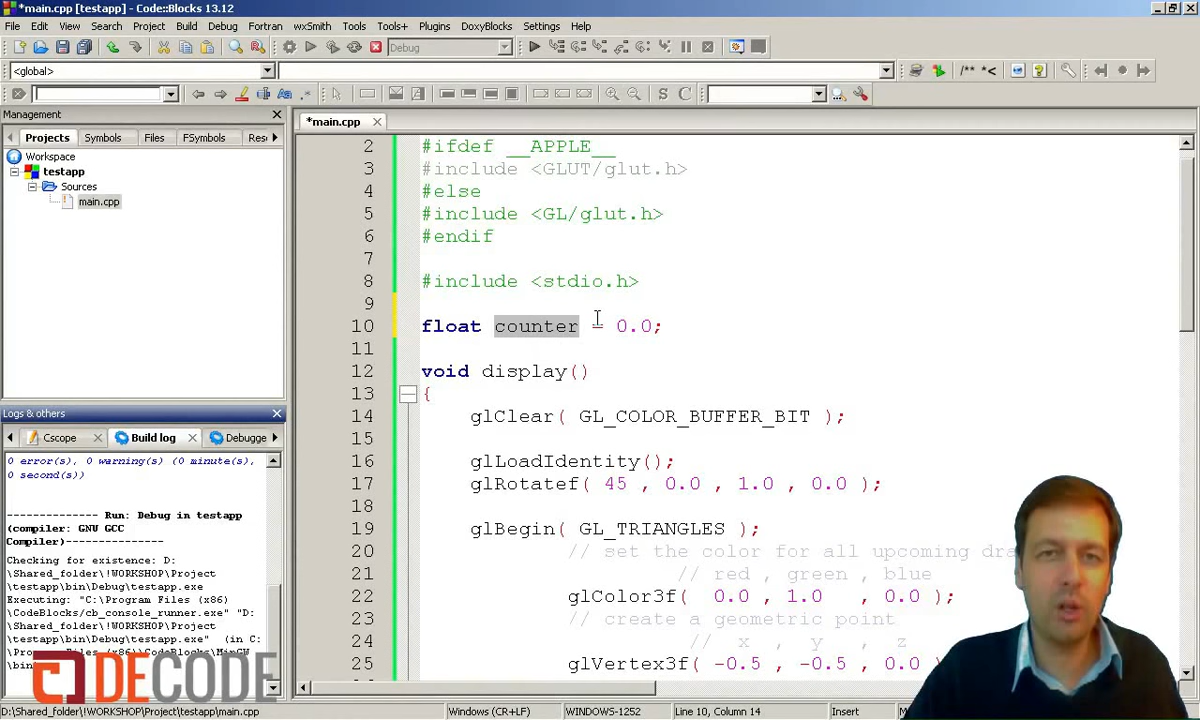 *main.cpp [testapp] - Code::Blocks 13.12
File Edit View Search Project Build Debug Fortran wxSmith Tools Tools+ Plugins DoxyBlocks Settings Help
Debug
<global>
/** *<
Management
Projects Symbols Files FSymbols
Workspace
testapp
Sources
main.cpp
*main.cpp
2 #ifdef __APPLE__
3 #include <GLUT/glut.h>
4 #else
5 #include <GL/glut.h>
6 #endif
7
8 #include <stdio.h>
9
10 float counter = 0.0;
11
12 void display()
13 {
14 glClear( GL_COLOR_BUFFER_BIT );
15
16 glLoadIdentity();
17 glRotatef( 45 , 0.0 , 1.0 , 0.0 );
18
19 glBegin( GL_TRIANGLES );
20 // set the color for all upcoming
21 // red , green , blue
22 glColor3f( 0.0 , 1.0 , 0.0 );
23 // create a geometric point
24 // x , y , z
25 glVertex3f( -0.5 , -0.5 , 0.0
Logs & others
Cscope Build log
0 error(s), 0 warning(s) (0 minute(s),
0 second(s))
-------------- Run: Debug in testapp
(compiler: GNU GCC
Compiler)---------------
Checking for existence: D:
\Shared_folder\!WORKSHOP\Project
\testapp\bin\Debug\testapp.exe
Executing: "C:\Program Files (x86)
\CodeBlocks/cb_console_runner.exe" "D:
\Shared_folder\!WORKSHOP\Project
\testapp\bin\Debug\testapp.exe" (in C:
DECODE
D:\Shared_folder\!WORKSHOP\Project\testapp\main.cpp Windows (CR+LF) WINDOWS-1252 Line 10, Column 14 Insert